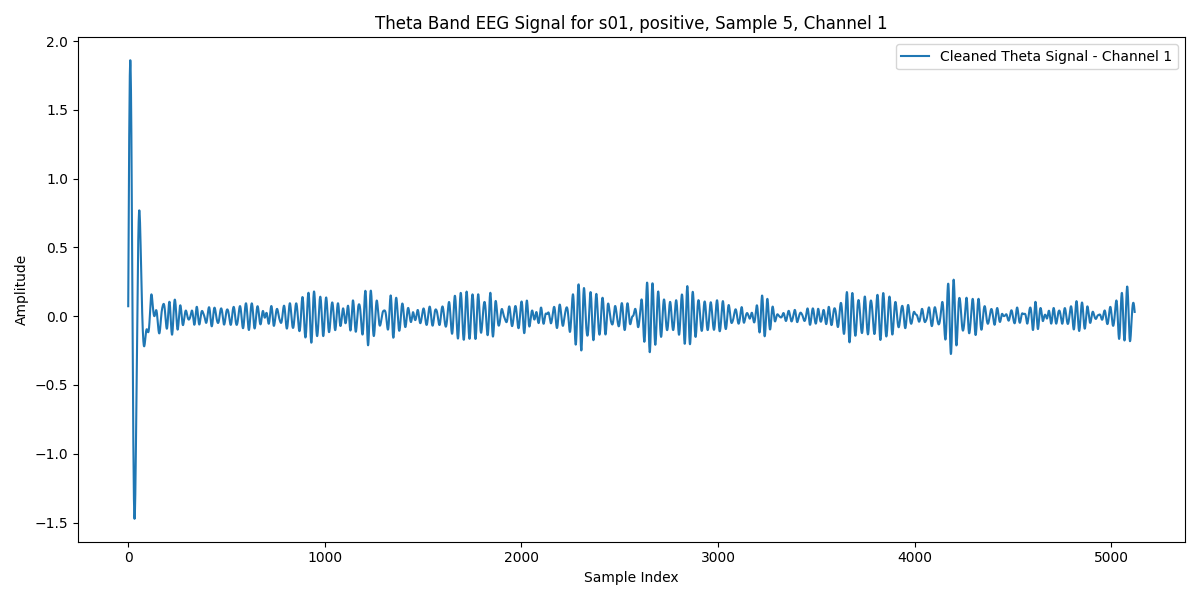 Theta Band EEG Signal for s01, positive, Sample 5, Channel 1
Cleaned Theta Signal - Channel 1
Amplitude
2.0
1.5
1.0
0.5
0.0
−0.5
−1.0
−1.5
0 1000 2000 3000 4000 5000
Sample Index